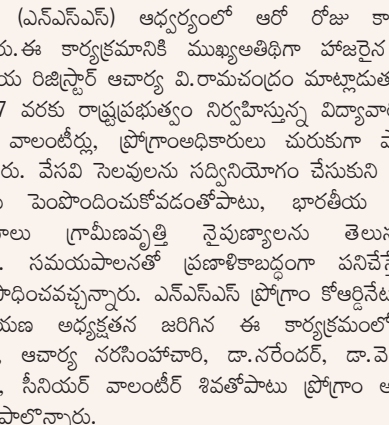 (ఎన్ఎస్ఎస్) ఆధ్వర్యంలో ఆరో రోజు కా
రు.ఈ కార్యక్రమానికి ముఖ్యఅతిథిగా హాజరైన
య రిజిస్ట్రార్ ఆచార్య వి.రామచంద్రం మాట్లాడుతూ
7 వరకు రాష్ట్రప్రభుత్వం నిర్వహిస్తున్న విద్యావా
వాలంటీర్లు, ప్రోగ్రాంఅధికారులు చురుకుగా
రు. వేసవి సెలవులను సద్వినియోగం చేసుకుని
పెంపొందించుకోవడంతోపాటు, భారతీయ
లు గ్రామీణవృత్తి నైపుణ్యాలను తెలుసు
. సమయపాలనతో ప్రణాళికాబద్ధంగా పనిచేస్తే
సాధించవచ్చన్నారు. ఎన్ఎస్ఎస్ ప్రోగ్రాం కోఆర్డినేట
యణ అధ్యక్షతన జరిగిన ఈ కార్యక్రమంలో
, ఆచార్య నరసింహాచారి, డా.నరేందర్, డా.వె
, సీనియర్ వాలంటీర్ శివతోపాటు ప్రోగ్రాం అ
పాల్గొన్నారు.